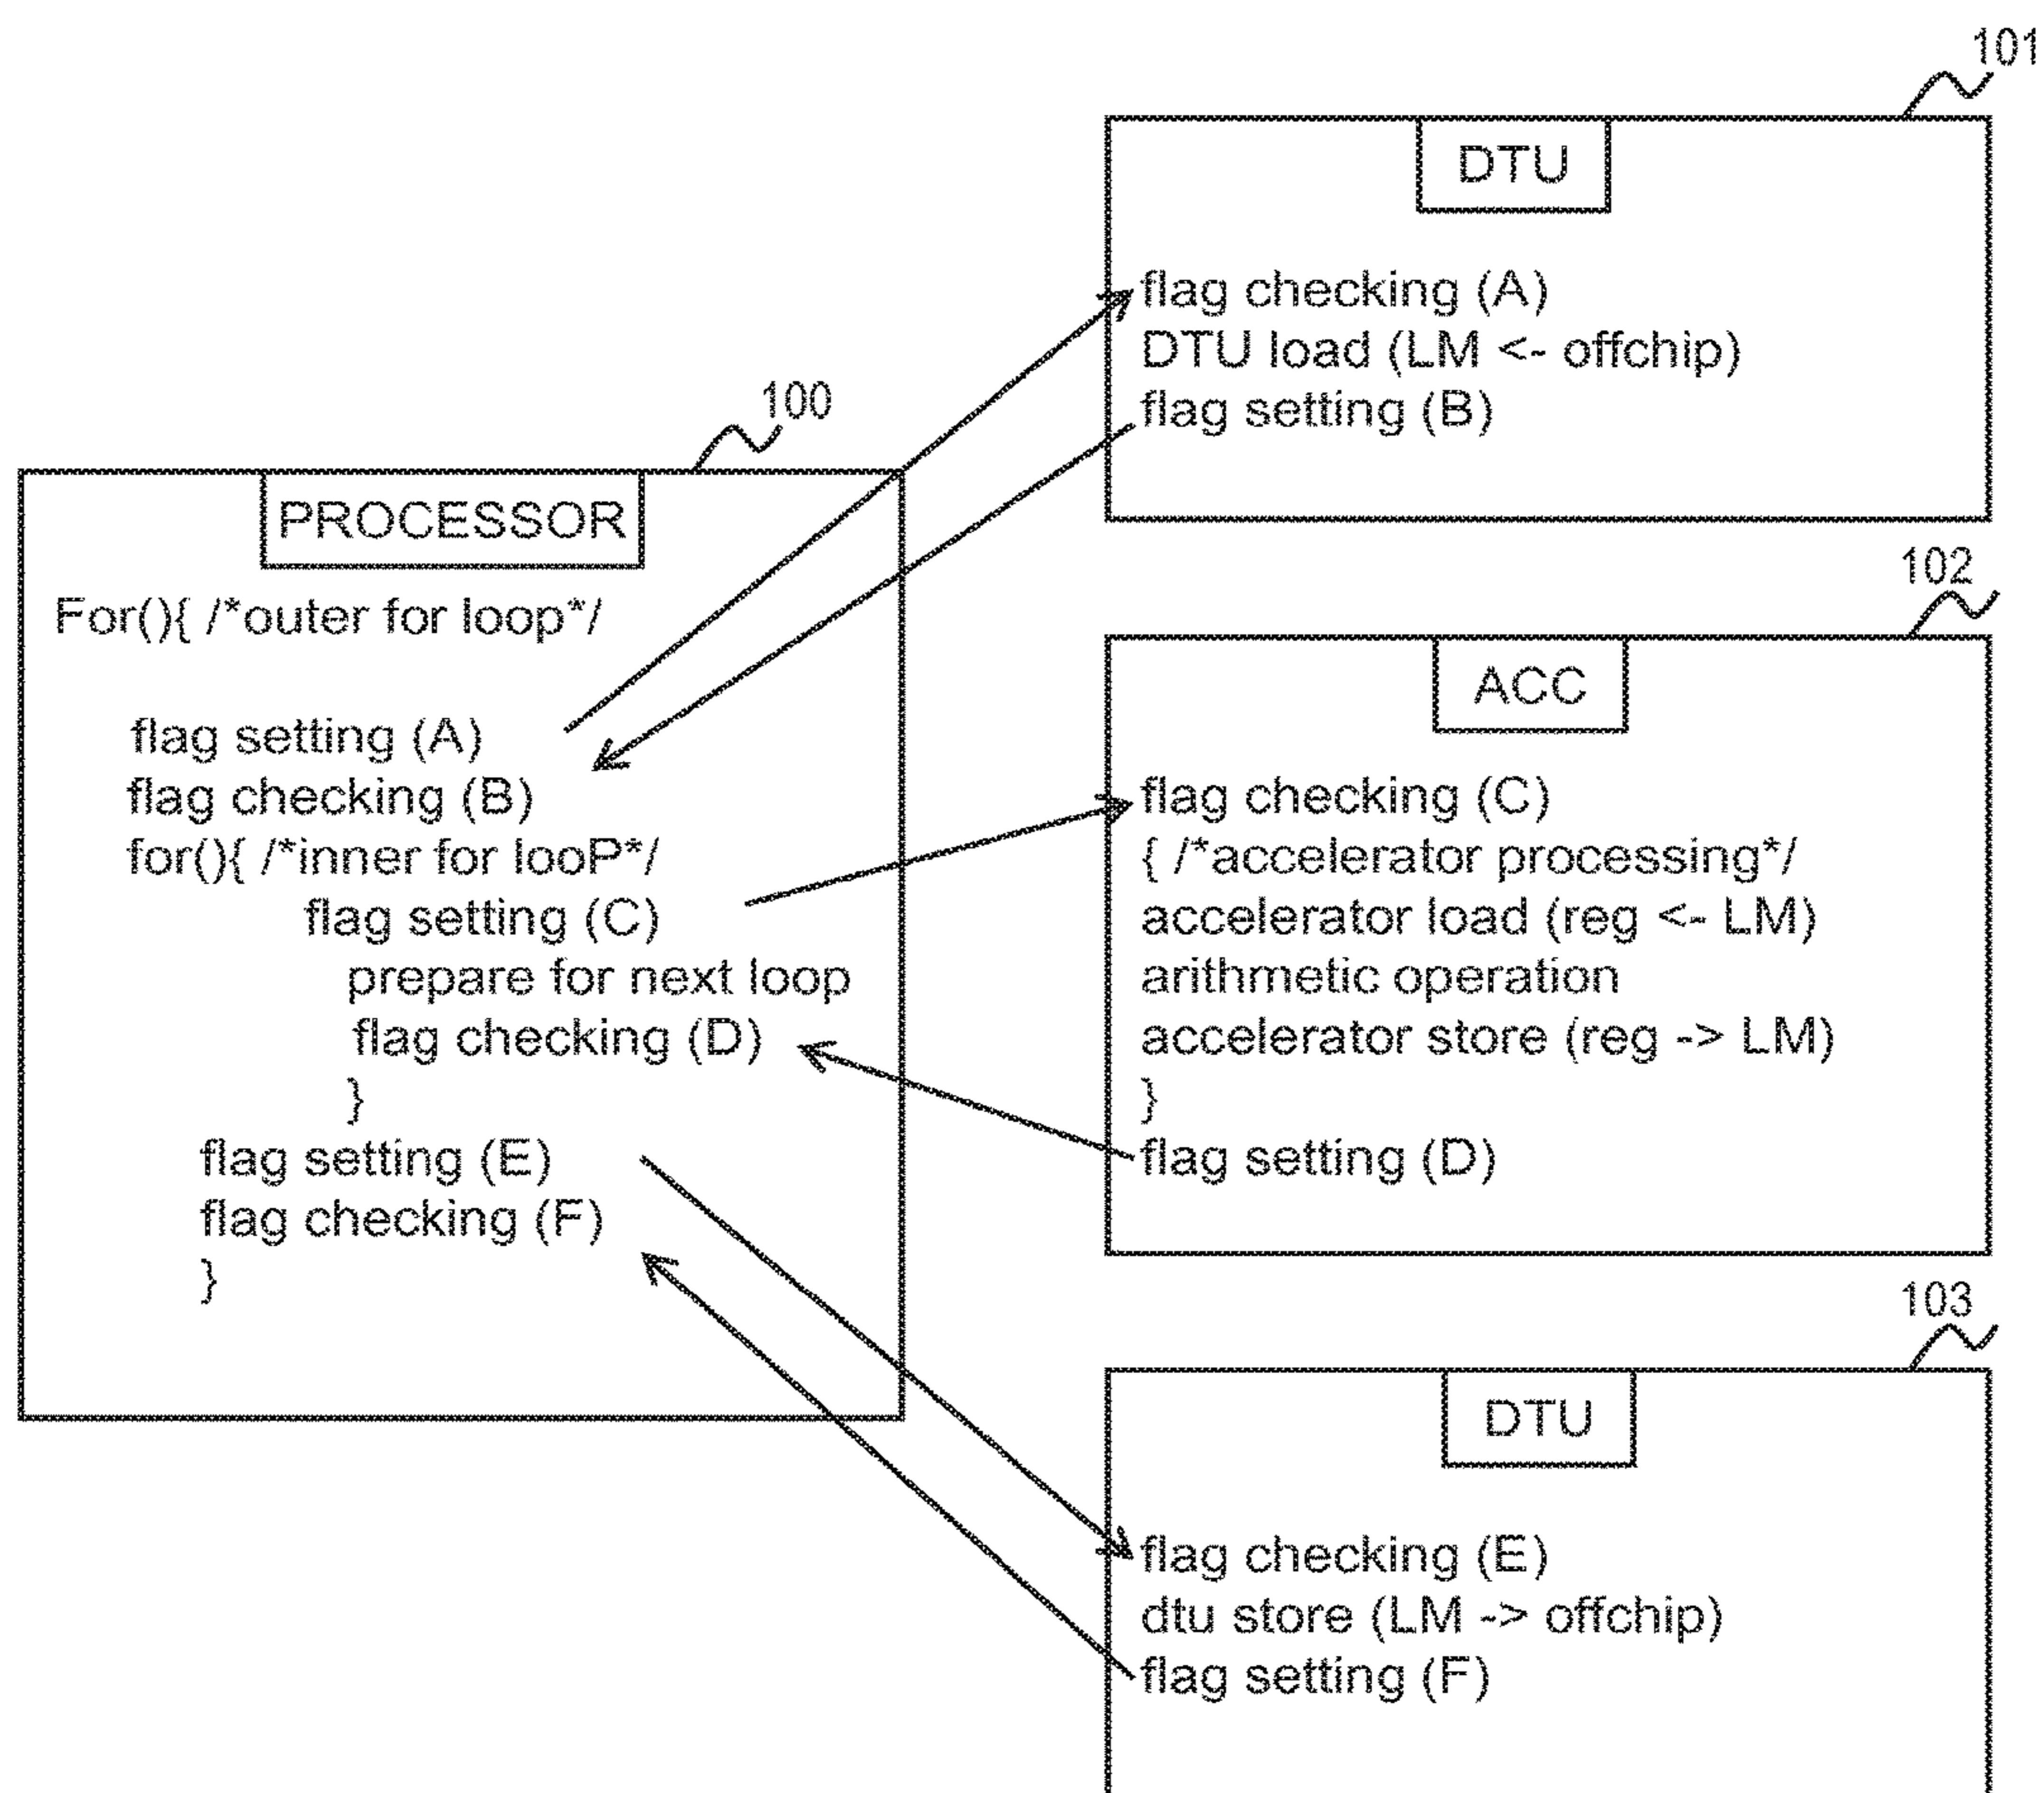 100
PROCESSOR
For(){ /*outer for loop*/
flag setting (A)
flag checking (B)
for(){ /*inner for looP*/
flag setting (C)
prepare for next loop
flag checking (D)
}
flag setting (E)
flag checking (F)
}
101
DTU
flag checking (A)
DTU load (LM <- offchip)
flag setting (B)
102
ACC
flag checking (C)
{ /*accelerator processing*/
accelerator load (reg <- LM)
arithmetic operation
accelerator store (reg -> LM)
}
flag setting (D)
103
DTU
flag checking (E)
dtu store (LM -> offchip)
flag setting (F)